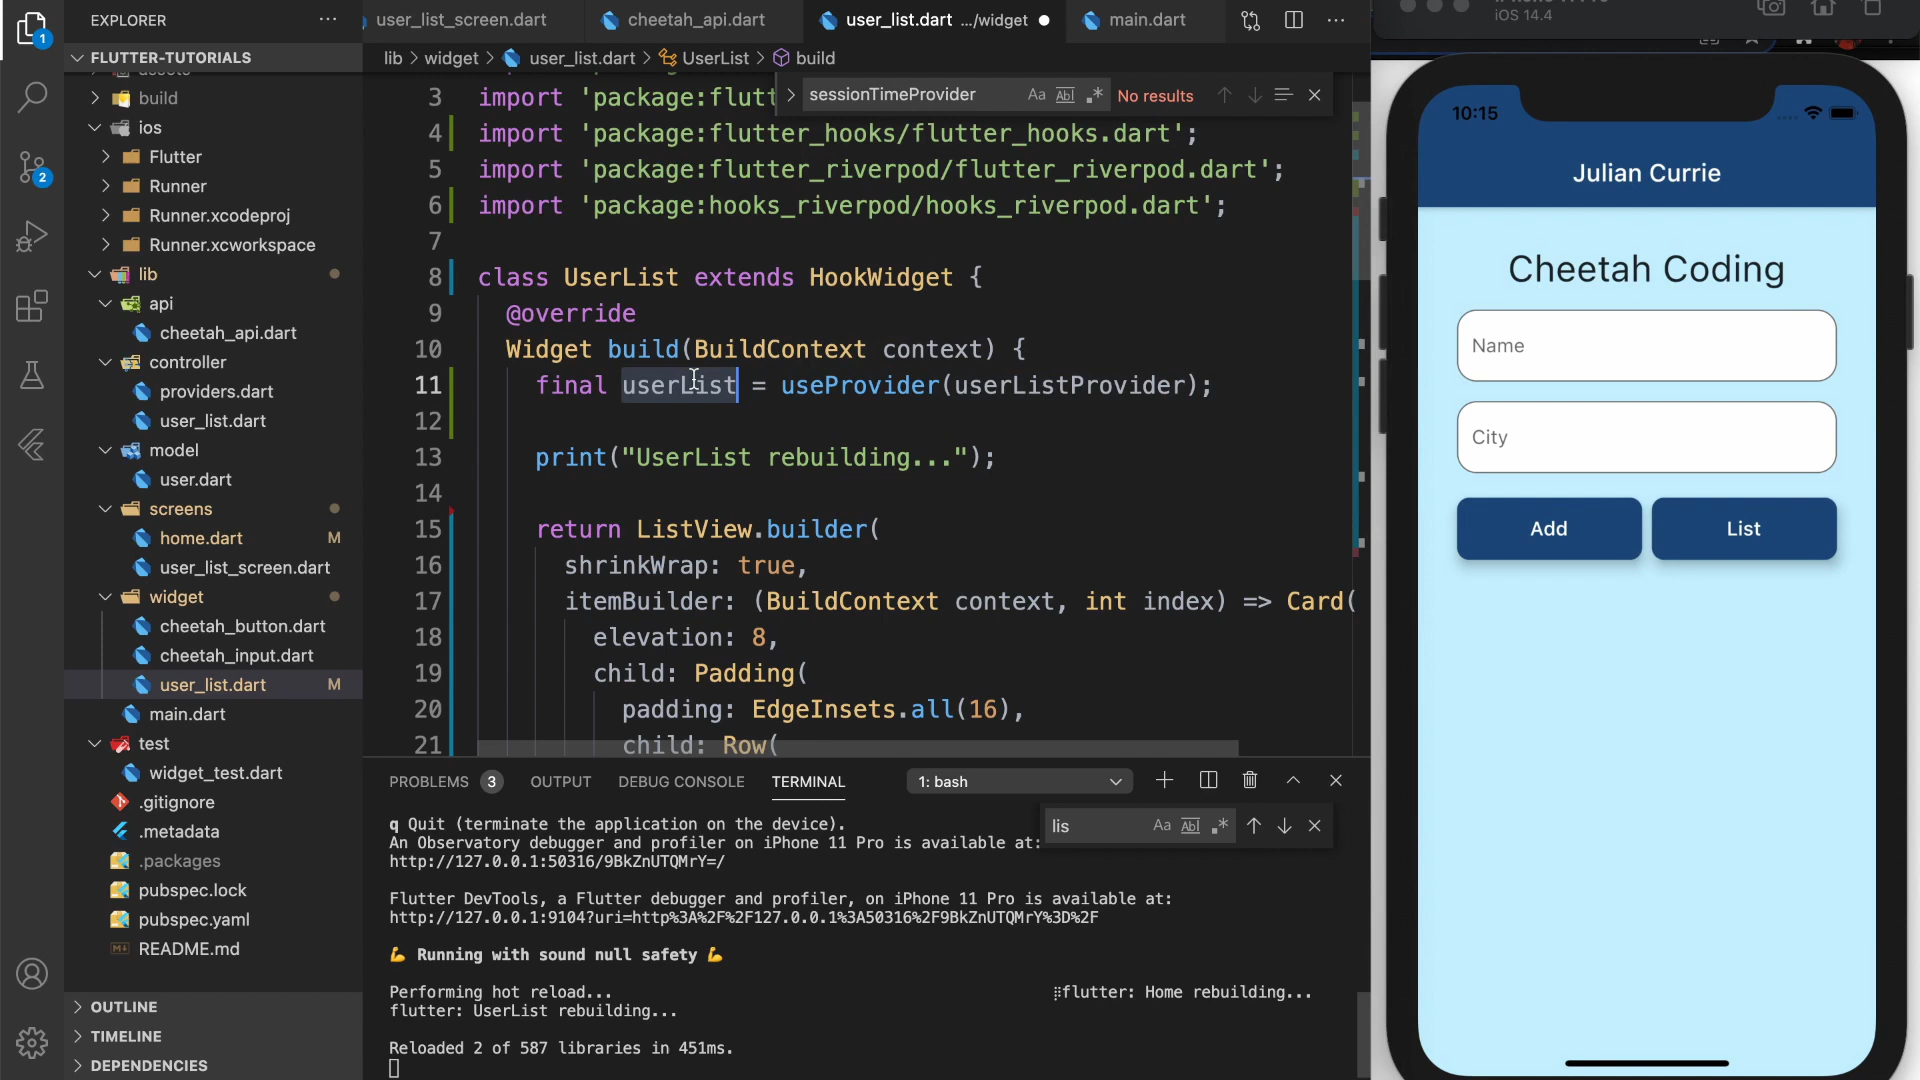 EXPLORER
FLUTTER-TUTORIALS
assets
build
ios
Flutter
Runner
Runner.xcodeproj
Runner.xcworkspace
lib
api
cheetah_api.dart
controller
providers.dart
user_list.dart
model
user.dart
screens
home.dart M
user_list_screen.dart
widget
cheetah_button.dart
cheetah_input.dart
user_list.dart M
main.dart
test
widget_test.dart
.gitignore
.metadata
.packages
pubspec.lock
pubspec.yaml
README.md
OUTLINE
TIMELINE
DEPENDENCIES
1
2
user_list_screen.dart cheetah_api.dart user_list.dart .../widget main.dart
lib > widget > user_list.dart > UserList > build
sessionTimeProvider Aa Abl .* No results
3 import 'package:flutt
4 import 'package:flutter_hooks/flutter_hooks.dart';
5 import 'package:flutter_riverpod/flutter_riverpod.dart';
6 import 'package:hooks_riverpod/hooks_riverpod.dart';
7
8 class UserList extends HookWidget {
9 @override
10 Widget build(BuildContext context) {
11 final userList = useProvider(userListProvider);
12
13 print("UserList rebuilding...");
14
15 return ListView.builder(
16 shrinkWrap: true,
17 itemBuilder: (BuildContext context, int index) => Card(
18 elevation: 8,
19 child: Padding(
20 padding: EdgeInsets.all(16),
21 child: Row(
PROBLEMS 3 OUTPUT DEBUG CONSOLE TERMINAL 1: bash
lis Aa Abl .*
q Quit (terminate the application on the device).
An Observatory debugger and profiler on iPhone 11 Pro is available at:
http://127.0.0.1:50316/9BkZnUTQMrY=/
Flutter DevTools, a Flutter debugger and profiler, on iPhone 11 Pro is available at:
http://127.0.0.1:9104?uri=http%3A%2F%2F127.0.0.1%3A50316%2F9BkZnUTQMrY%3D%2F
💪 Running with sound null safety 💪
Performing hot reload... flutter: Home rebuilding...
flutter: UserList rebuilding...
Reloaded 2 of 587 libraries in 451ms.
iOS 14.4
10:15
Julian Currie
Cheetah Coding
Name
City
Add List